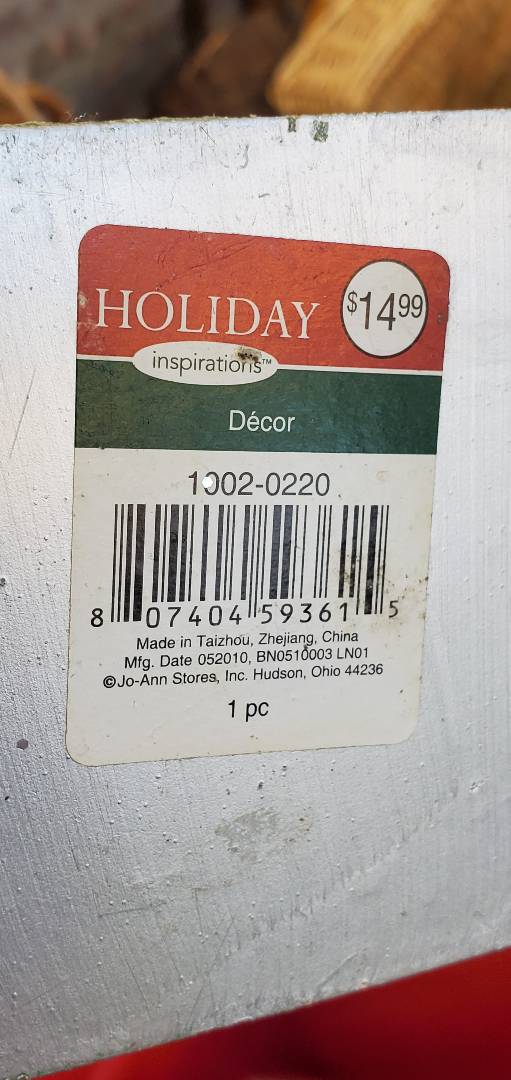 HOLIDAY
$14.99
inspirations™
Décor
1002-0220
8 07404 59361 5
Made in Taizhou, Zhejiang, China
Mfg. Date 052010, BN0510003 LN01
©Jo-Ann Stores, Inc. Hudson, Ohio 44236
1 pc